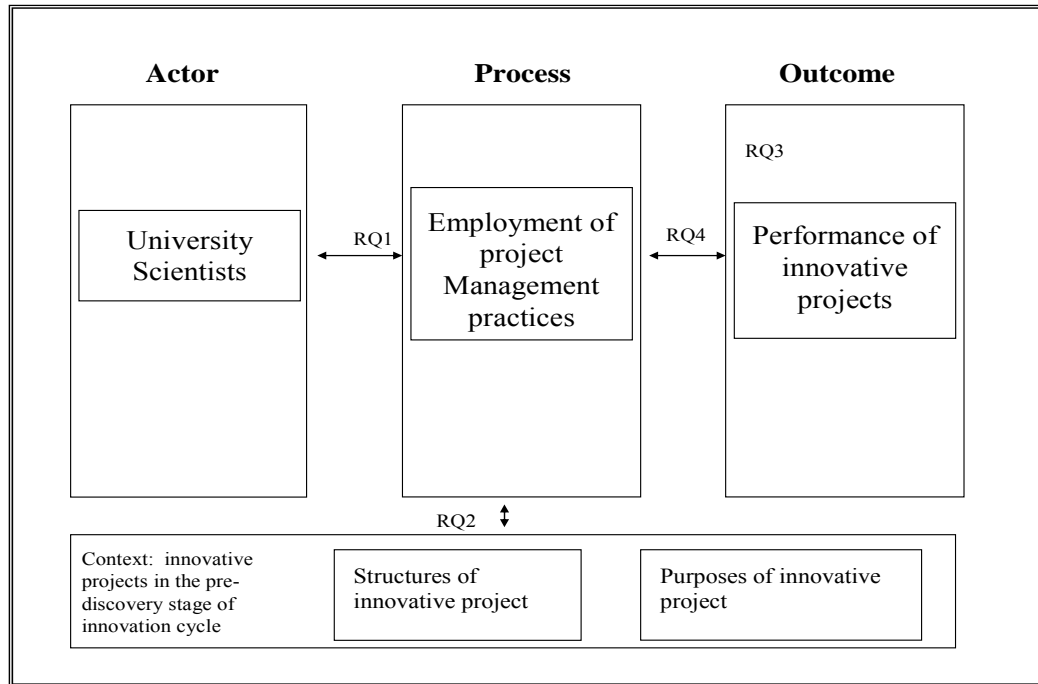 Actor
Process
Outcome
University
Scientists
RQ1
Employment of
project
Management
practices
RQ4
RQ3
Performance of
innovative
projects
RQ2
Context: innovative
projects in the pre-
discovery stage of
innovation cycle
Structures of
innovative project
Purposes of innovative
project